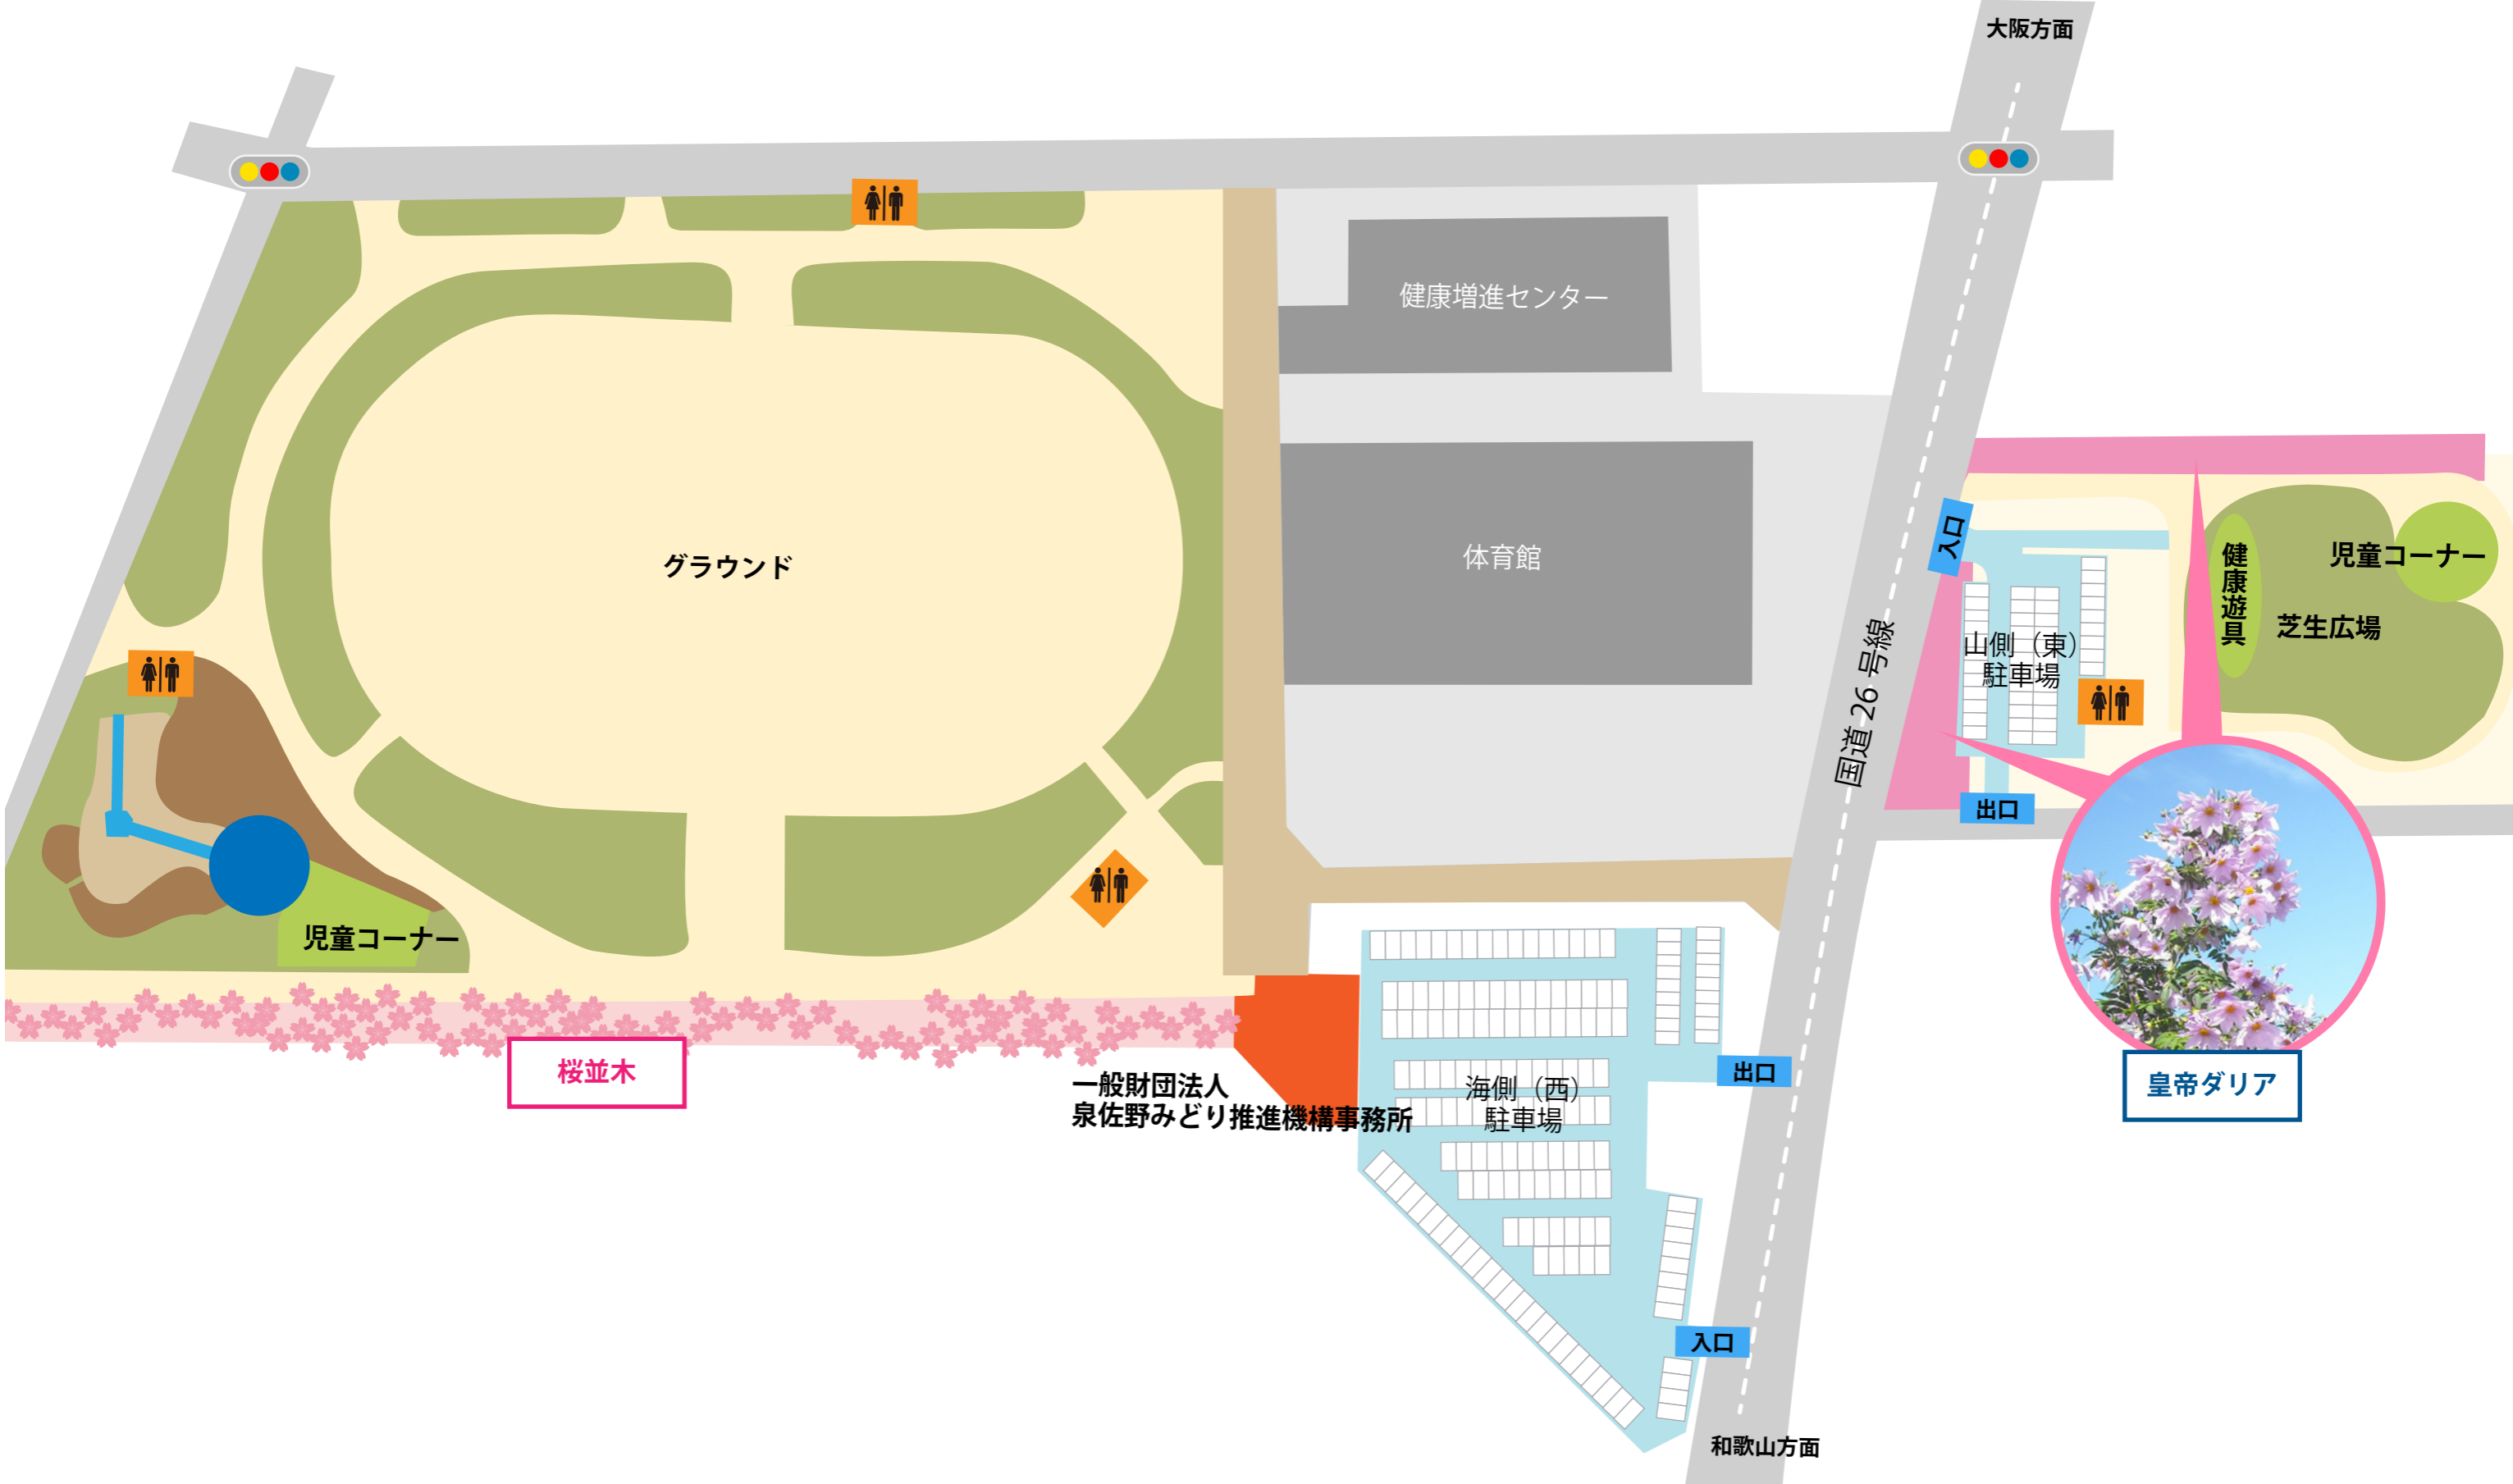 大阪方面
健康増進センター
体育館
グラウンド
入口
国道 26 号線
山側（東）
駐車場
健康遊具
児童コーナー
芝生広場
出口
児童コーナー
桜並木
一般財団法人
泉佐野みどり推進機構事務所
海側（西）
駐車場
出口
皇帝ダリア
入口
和歌山方面